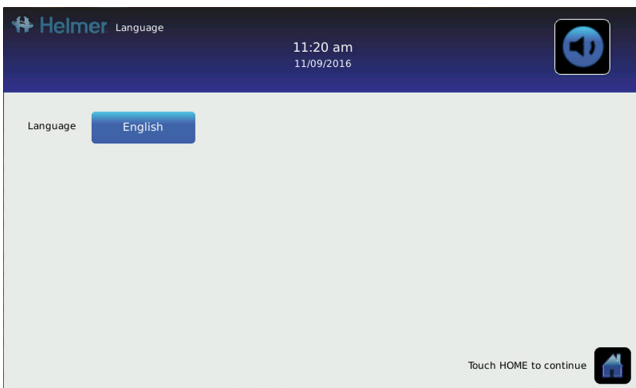 Helmer Language
11:20 am
11/09/2016
Language English
Touch HOME to continue